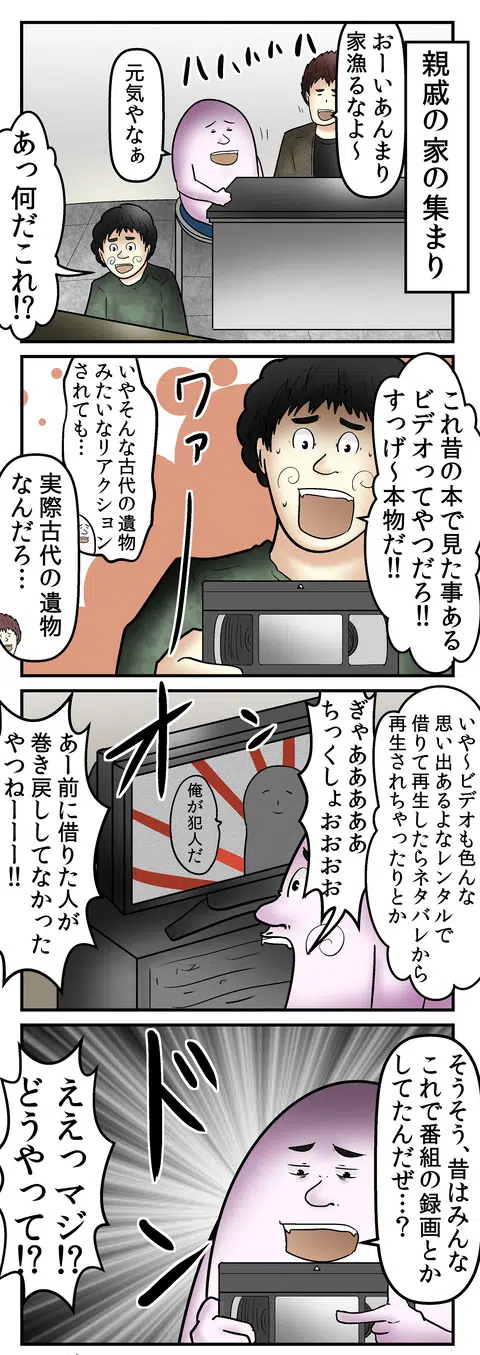 親戚の家の集まり
おーいあんまり
家漁るなよ〜
ハハハハハハ
元気やなぁ
あっ何だこれ!?
これ昔の本で見た事ある
ビデオってやつだろ!!
すっげ〜本物だ!!
ワァー
いやそんな古代の遺物
みたいなリアクション
されても…
実際古代の遺物
なんだろ…
いや〜ビデオも色んな
思い出あるよなレンタルで
借りて再生したらネタバレから
再生されちゃったりとか
ぎゃあああああ
ちっくしょおおおお
オーン
俺が犯人だ
あー前に借りた人が
巻き戻ししてなかった
やつねーーー!!
そうそう、昔はみんな
これで番組の録画とか
してたんだぜ…?
ドーン
ええっマジ!?
どうやって!?